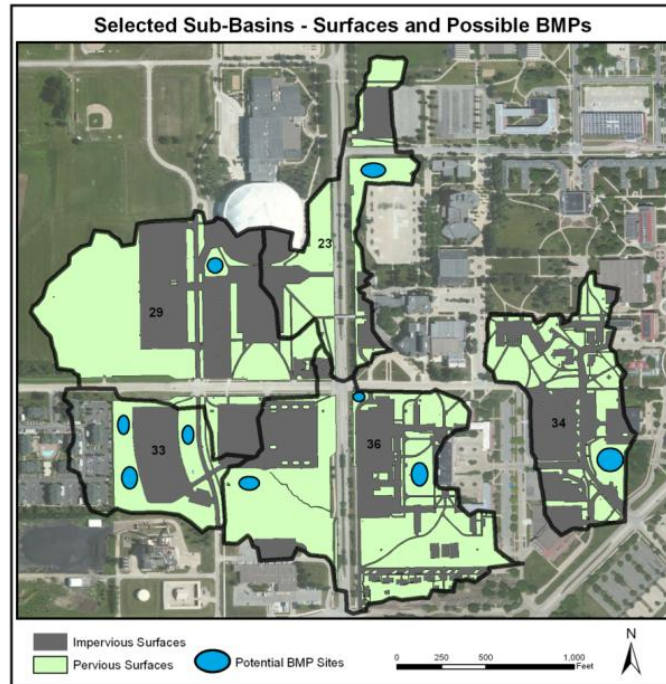 Selected Sub-Basins - Surfaces and Possible BMPs
23
29
33
36
34
Impervious Surfaces
Pervious Surfaces
Potential BMP Sites
0 250 500 1,000
Feet
N